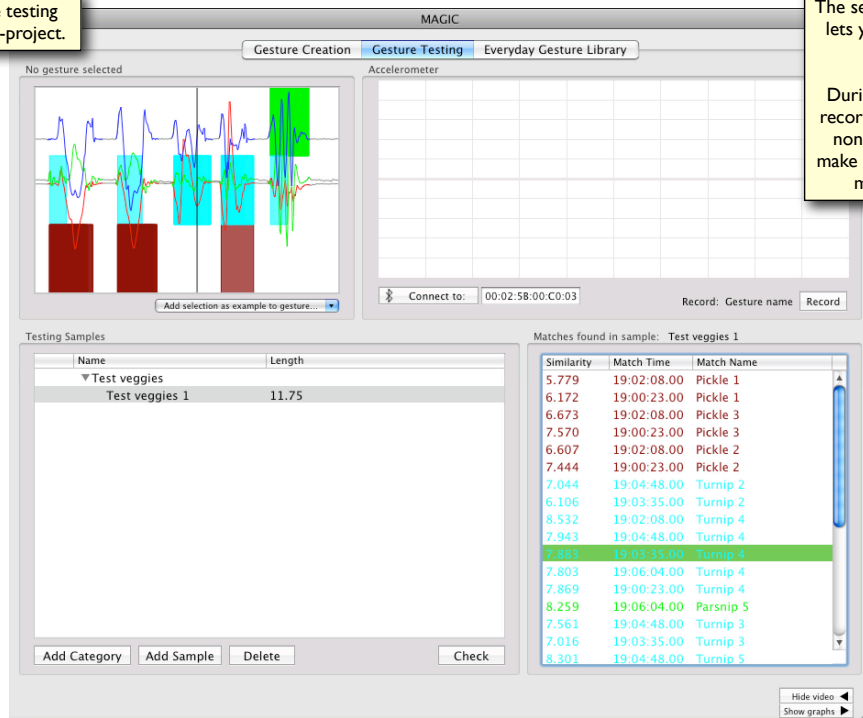 testing
-project.
The se
lets y
Duri
recor
non
make
m
MAGIC
Gesture Creation Gesture Testing Everyday Gesture Library
No gesture selected
Accelerometer
Add selection as example to gesture...
Connect to: 00:02:5B:00:C0:03
Record: Gesture name Record
Testing Samples
Name Length
Test veggies
Test veggies 1 11.75
Add Category Add Sample Delete Check
Matches found in sample: Test veggies 1
Similarity Match Time Match Name
5.779 19:02:08.00 Pickle 1
6.172 19:00:23.00 Pickle 1
6.673 19:02:08.00 Pickle 3
7.570 19:00:23.00 Pickle 3
6.607 19:02:08.00 Pickle 2
7.444 19:00:23.00 Pickle 2
7.044 19:04:48.00 Turnip 2
6.106 19:03:35.00 Turnip 2
8.532 19:02:08.00 Turnip 4
7.943 19:04:48.00 Turnip 4
7.883 19:03:35.00 Turnip 4
7.803 19:06:04.00 Turnip 4
7.869 19:00:23.00 Turnip 4
8.259 19:06:04.00 Parsnip 5
7.561 19:04:48.00 Turnip 3
7.016 19:03:35.00 Turnip 3
8.301 19:04:48.00 Turnip 5
Hide video
Show graphs